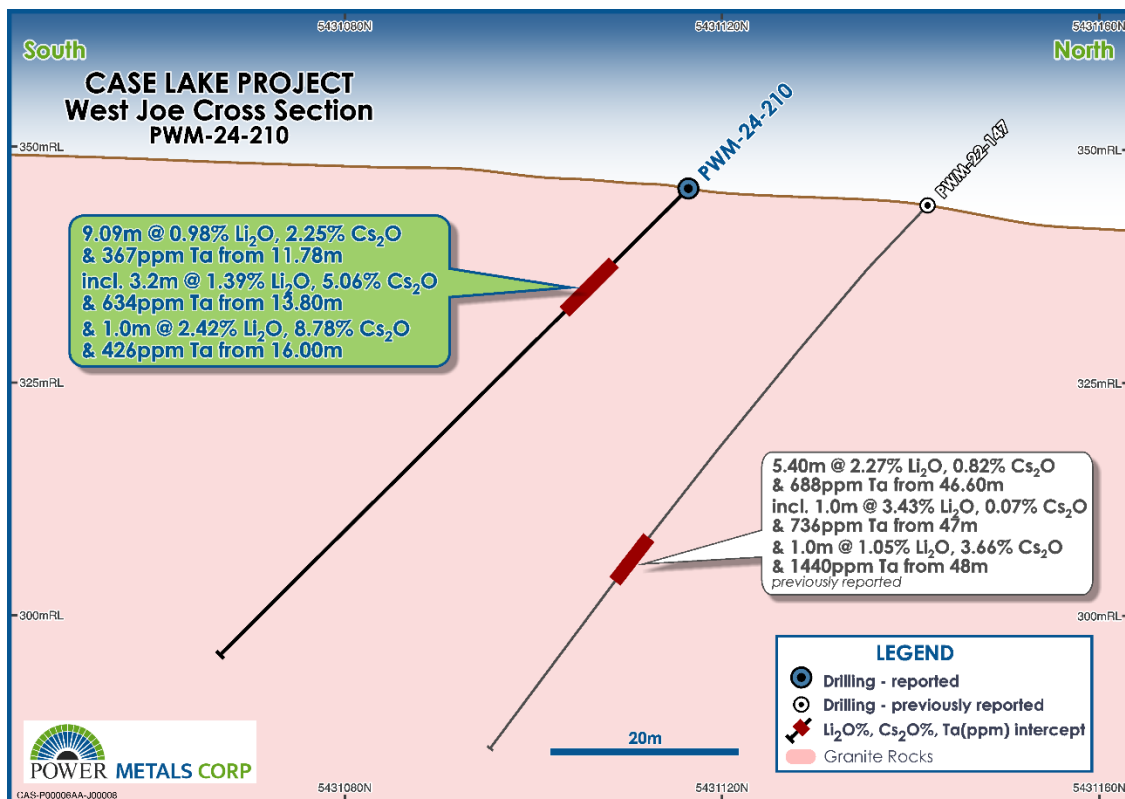 5431080N
5431120N
5431160N
South
North
CASE LAKE PROJECT
West Joe Cross Section
PWM-24-210
PWM-24-210
PWM-22-147
350mRL
350mRL
9.09m @ 0.98% Li₂O, 2.25% Cs₂O
& 367ppm Ta from 11.78m
incl. 3.2m @ 1.39% Li₂O, 5.06% Cs₂O
& 634ppm Ta from 13.80m
& 1.0m @ 2.42% Li₂O, 8.78% Cs₂O
& 426ppm Ta from 16.00m
325mRL
325mRL
5.40m @ 2.27% Li₂O, 0.82% Cs₂O
& 688ppm Ta from 46.60m
incl. 1.0m @ 3.43% Li₂O, 0.07% Cs₂O
& 736ppm Ta from 47m
& 1.0m @ 1.05% Li₂O, 3.66% Cs₂O
& 1440ppm Ta from 48m
previously reported
300mRL
300mRL
LEGEND
Drilling - reported
Drilling - previously reported
Li₂O%, Cs₂O%, Ta(ppm) intercept
Granite Rocks
20m
POWER METALS CORP
CAS-P00006AA-J00008
5431080N
5431120N
5431160N